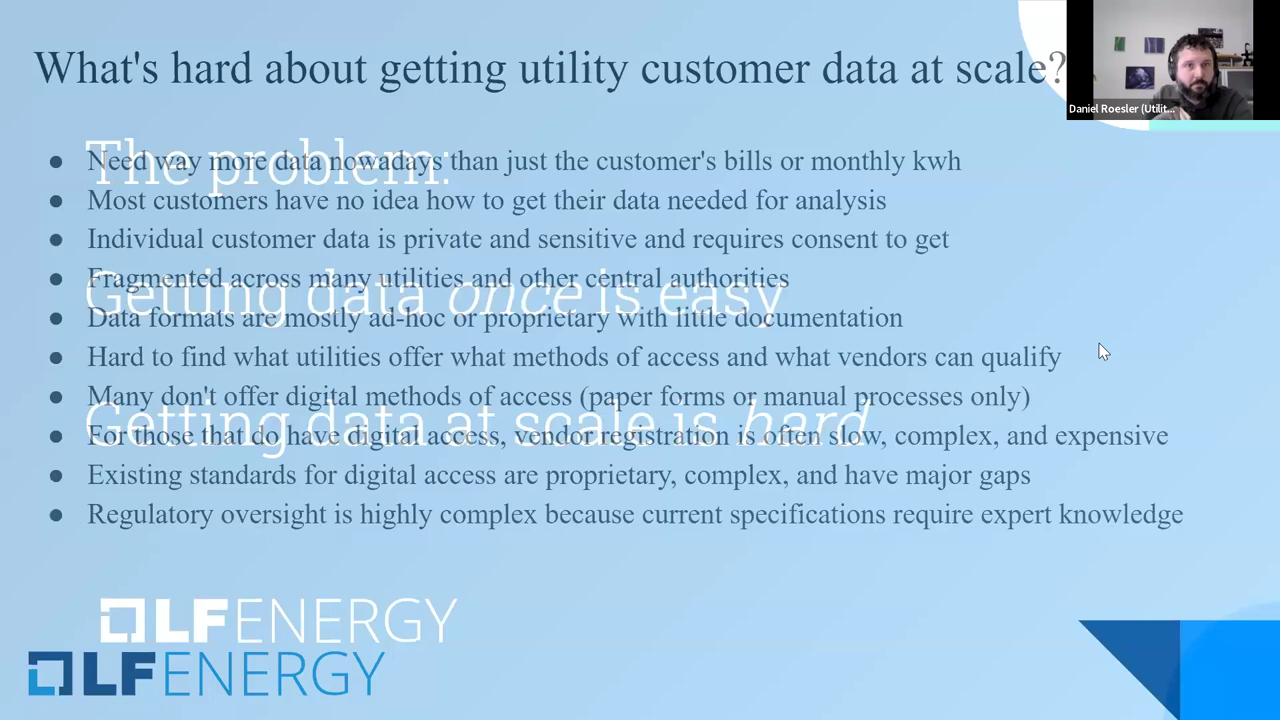 What's hard about getting utility customer data at scale?
Daniel Roesler (Utilit...
The problem:
● Need way more data nowadays than just the customer's bills or monthly kwh
● Most customers have no idea how to get their data needed for analysis
● Individual customer data is private and sensitive and requires consent to get
● Fragmented across many utilities and other central authorities
Getting data once is easy
● Data formats are mostly ad-hoc or proprietary with little documentation
● Hard to find what utilities offer what methods of access and what vendors can qualify
● Many don't offer digital methods of access (paper forms or manual processes only)
Getting data at scale is hard
● For those that do have digital access, vendor registration is often slow, complex, and expensive
● Existing standards for digital access are proprietary, complex, and have major gaps
● Regulatory oversight is highly complex because current specifications require expert knowledge
LFENERGY
LFENERGY